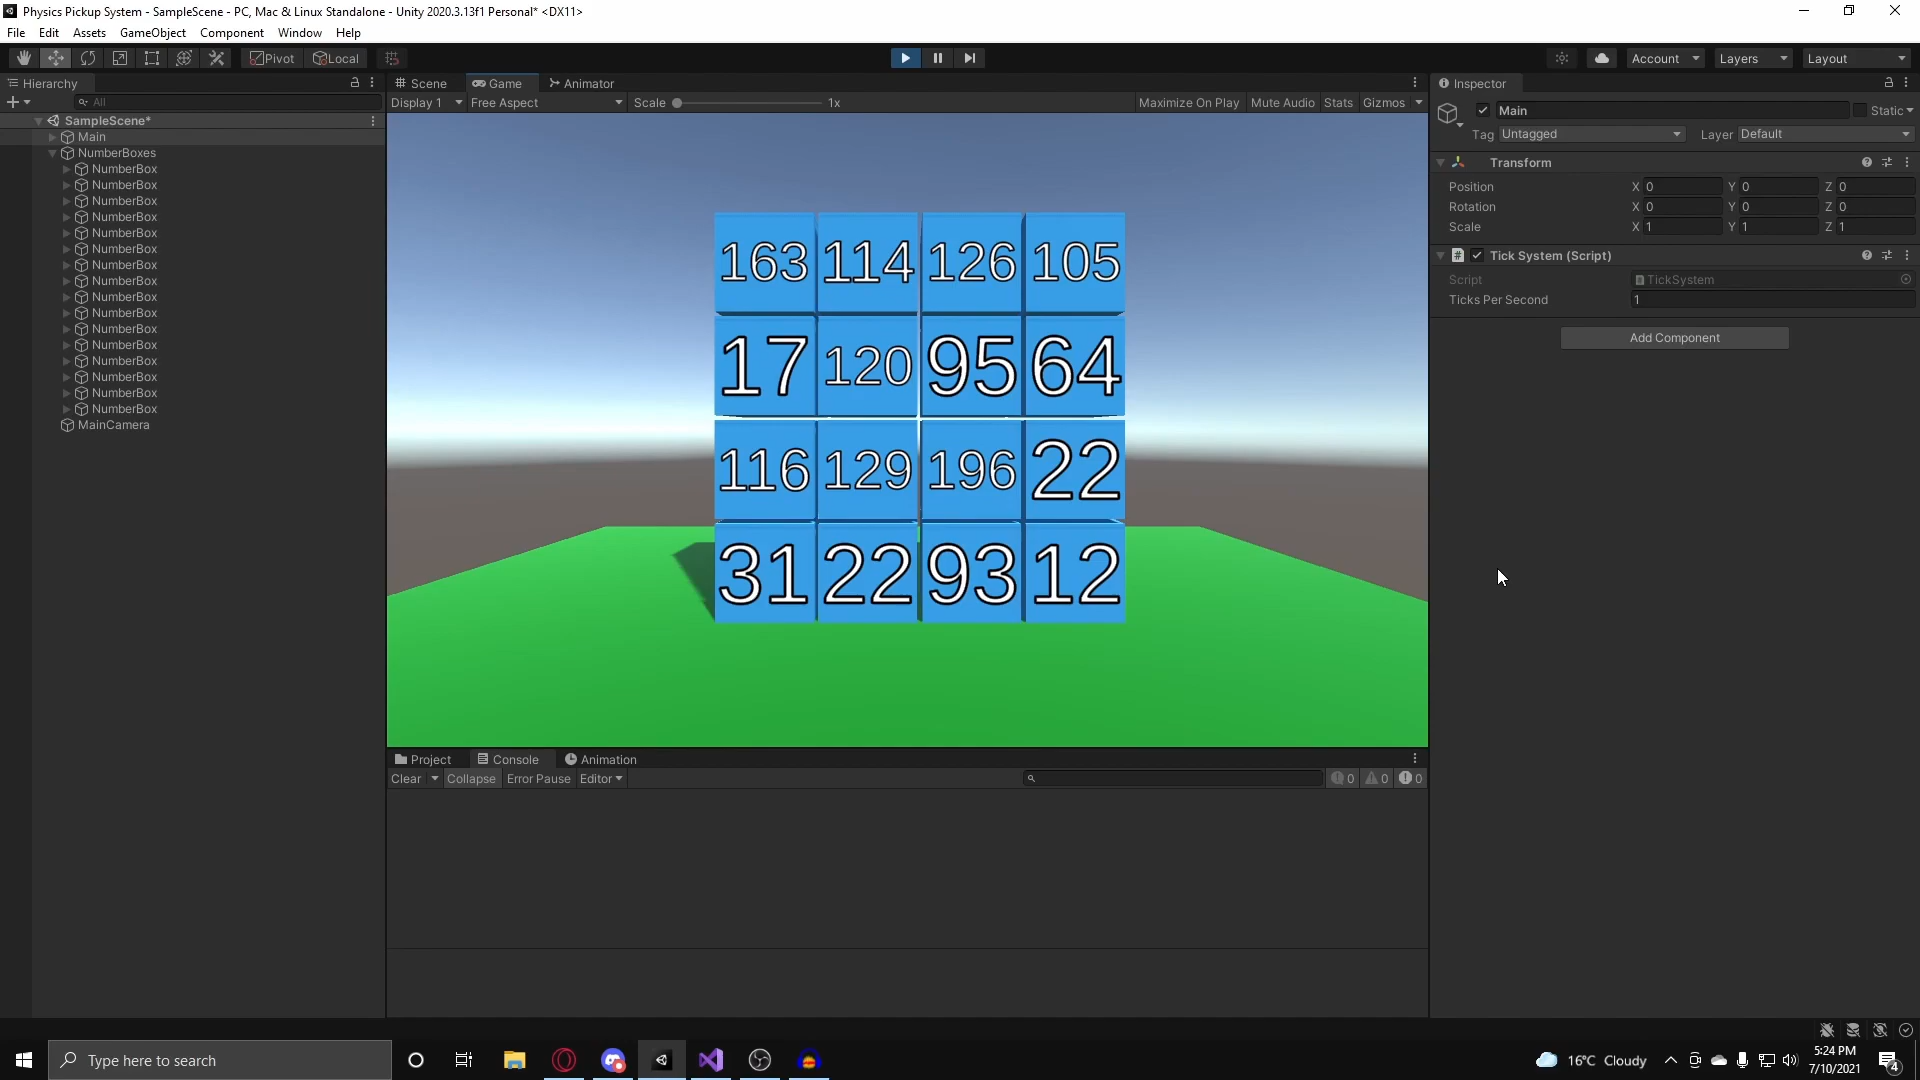 Physics Pickup System - SampleScene - PC, Mac & Linux Standalone - Unity 2020.3.13f1 Personal* <DX11>
File Edit Assets GameObject Component Window Help
Pivot Local Account Layers Layout
Hierarchy Scene Game Animator Inspector
All Display 1 Free Aspect Scale 1x Maximize On Play Mute Audio Stats Gizmos
Main Static
SampleScene*
Tag Untagged Layer Default
Main
NumberBoxes
Transform
NumberBox
Position X 0 Y 0 Z 0
NumberBox
Rotation X 0 Y 0 Z 0
NumberBox
Scale X 1 Y 1 Z 1
NumberBox
NumberBox
Tick System (Script)
NumberBox
Script TickSystem
NumberBox
Ticks Per Second 1
NumberBox
NumberBox
NumberBox
NumberBox
Add Component
NumberBox
NumberBox
NumberBox
NumberBox
NumberBox
MainCamera
163 114 126 105
17 120 95 64
116 129 196 22
31 22 93 12
Project Console Animation
Clear Collapse Error Pause Editor 0 0 0
Type here to search
16°C Cloudy
5:24 PM
7/10/2021
4